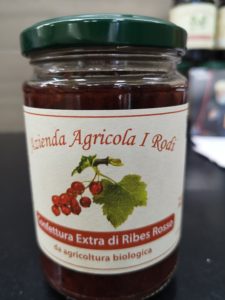 Azienda Agricola I Rodi
Confettura Extra di Ribes Rosso
da agricoltura biologica